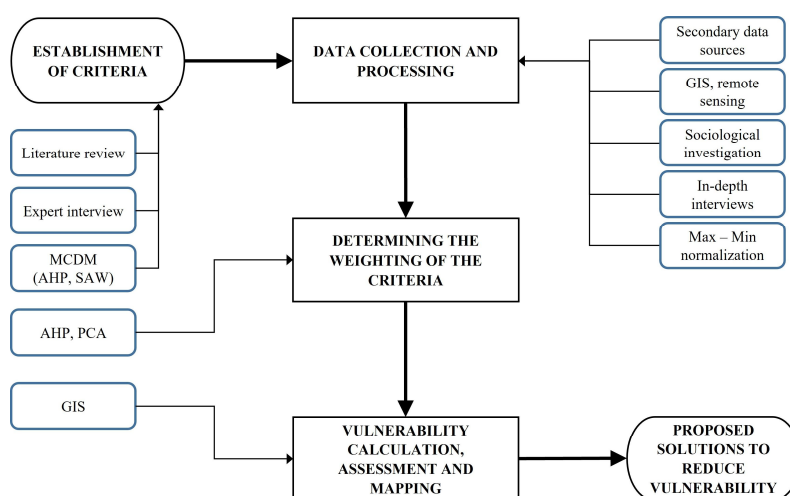 ESTABLISHMENT
OF CRITERIA
DATA COLLECTION AND
PROCESSING
Secondary data
sources
GIS, remote
sensing
Sociological
investigation
In-depth
interviews
Max – Min
normalization
Literature review
Expert interview
MCDM
(AHP, SAW)
DETERMINING THE
WEIGHTING OF THE
CRITERIA
AHP, PCA
GIS
VULNERABILITY
CALCULATION,
ASSESSMENT AND
MAPPING
PROPOSED
SOLUTIONS TO
REDUCE
VULNERABILITY